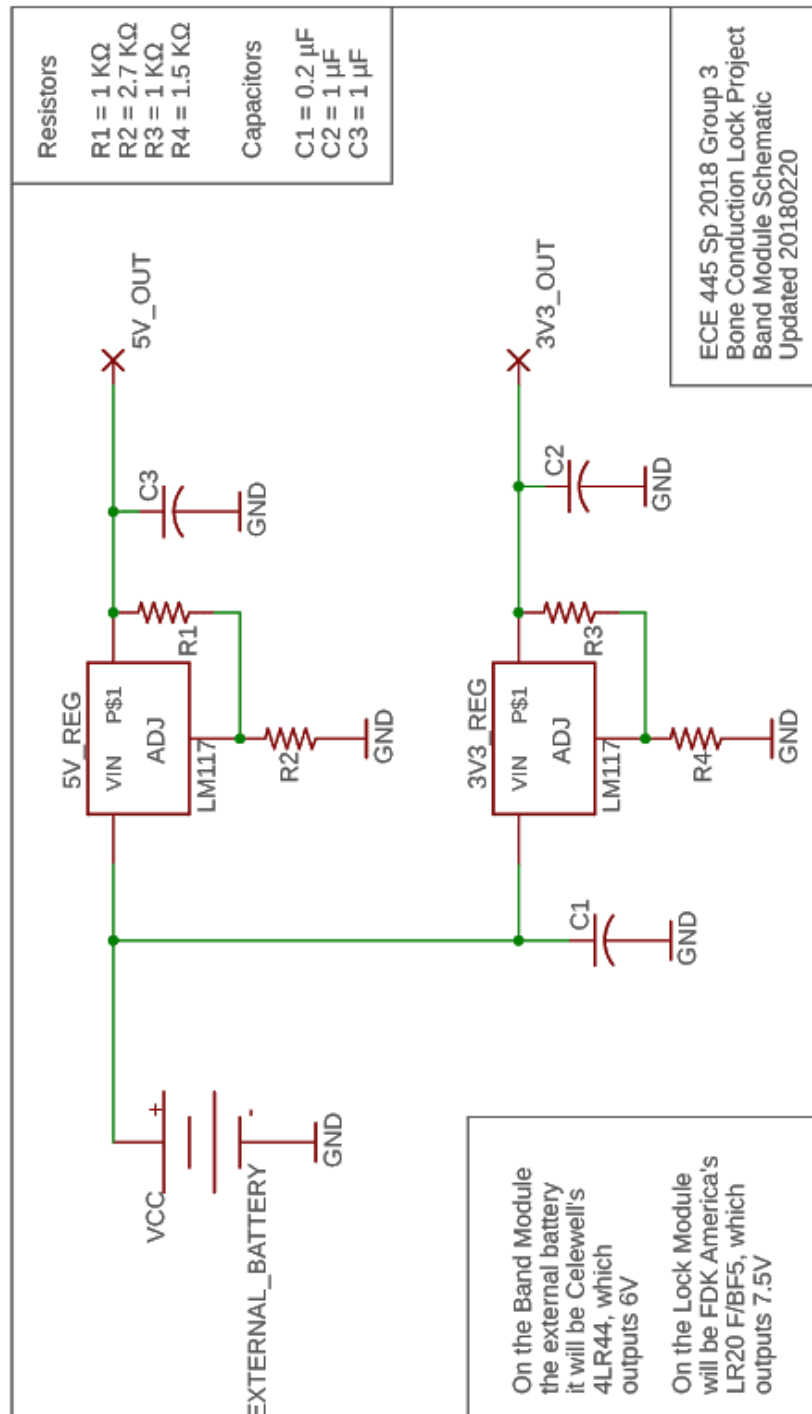 Resistors
R1 = 1 KΩ
R2 = 2.7 KΩ
R3 = 1 KΩ
R4 = 1.5 KΩ
Capacitors
C1 = 0.2 µF
C2 = 1 µF
C3 = 1 µF
VCC
+
-
EXTERNAL_BATTERY
GND
5V_REG
VIN
P$1
ADJ
LM117
R1
R2
GND
C3
GND
5V_OUT
C1
GND
3V3_REG
VIN
P$1
ADJ
LM117
R3
R4
GND
C2
GND
3V3_OUT
On the Band Module
the external battery
it will be Celewell's
4LR44, which
outputs 6V
On the Lock Module
will be FDK America's
LR20 F/BF5, which
outputs 7.5V
ECE 445 Sp 2018 Group 3
Bone Conduction Lock Project
Band Module Schematic
Updated 20180220